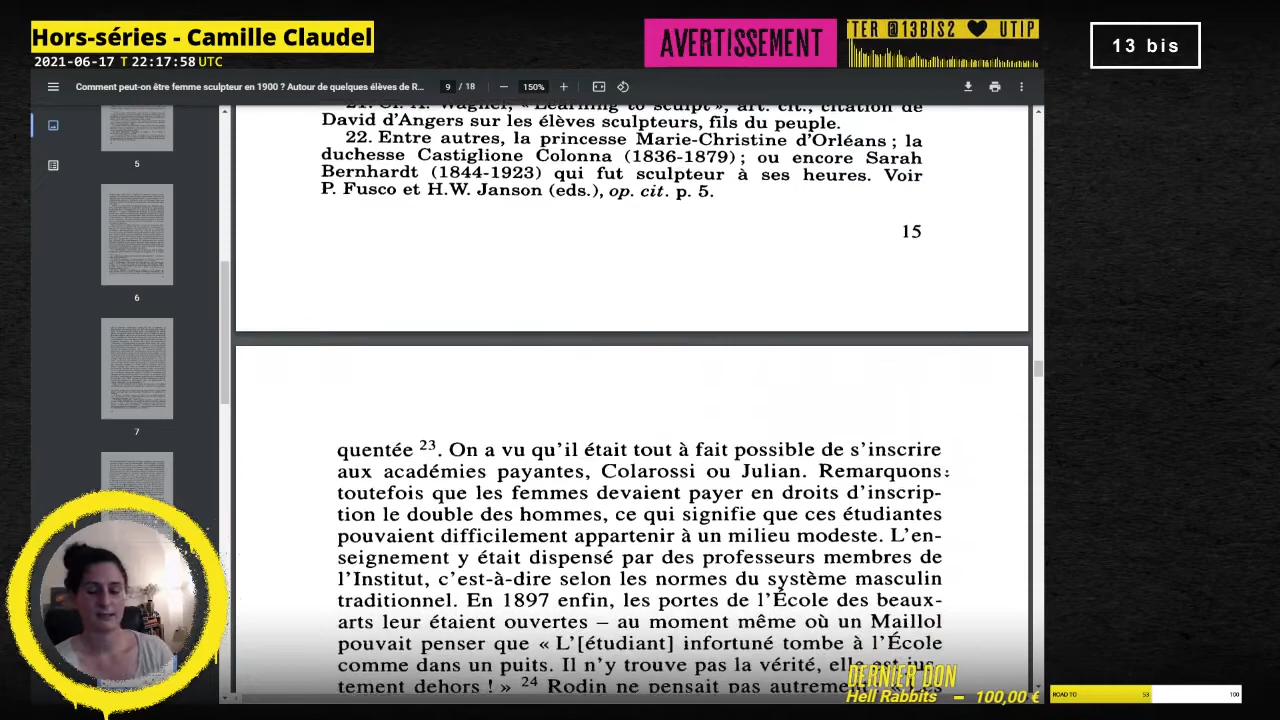 Hors-séries - Camille Claudel
2021-06-17 T 22:17:58 UTC
AVERTISSEMENT
TER @13BIS2 UTIP
13 bis
Comment peut-on être femme sculpteur en 1900 ? Autour de quelques élèves de R...
9 / 18
150%
5
6
7
David d'Angers sur les élèves sculpteurs, fils du peuple.
21. Cf. A. Wagner, « Learning to sculpt », art. cit., citation de
22. Entre autres, la princesse Marie-Christine d'Orléans ; la
duchesse Castiglione Colonna (1836-1879) ; ou encore Sarah
Bernhardt (1844-1923) qui fut sculpteur à ses heures. Voir
P. Fusco et H.W. Janson (eds.), op. cit. p. 5.
15
quentée 23. On a vu qu'il était tout à fait possible de s'inscrire
aux académies payantes, Colarossi ou Julian. Remarquons
toutefois que les femmes devaient payer en droits d'inscrip-
tion le double des hommes, ce qui signifie que ces étudiantes
pouvaient difficilement appartenir à un milieu modeste. L'en-
seignement y était dispensé par des professeurs membres de
l'Institut, c'est-à-dire selon les normes du système masculin
traditionnel. En 1897 enfin, les portes de l'École des beaux-
arts leur étaient ouvertes – au moment même où un Maillol
pouvait penser que « L'[étudiant] infortuné tombe à l'École
comme dans un puits. Il n'y trouve pas la vérité,
tement dehors ! » 24 Rodin ne pensait pas
DERNIER DON
Hell Rabbits – 100,00 €
ROAD TO 53 100